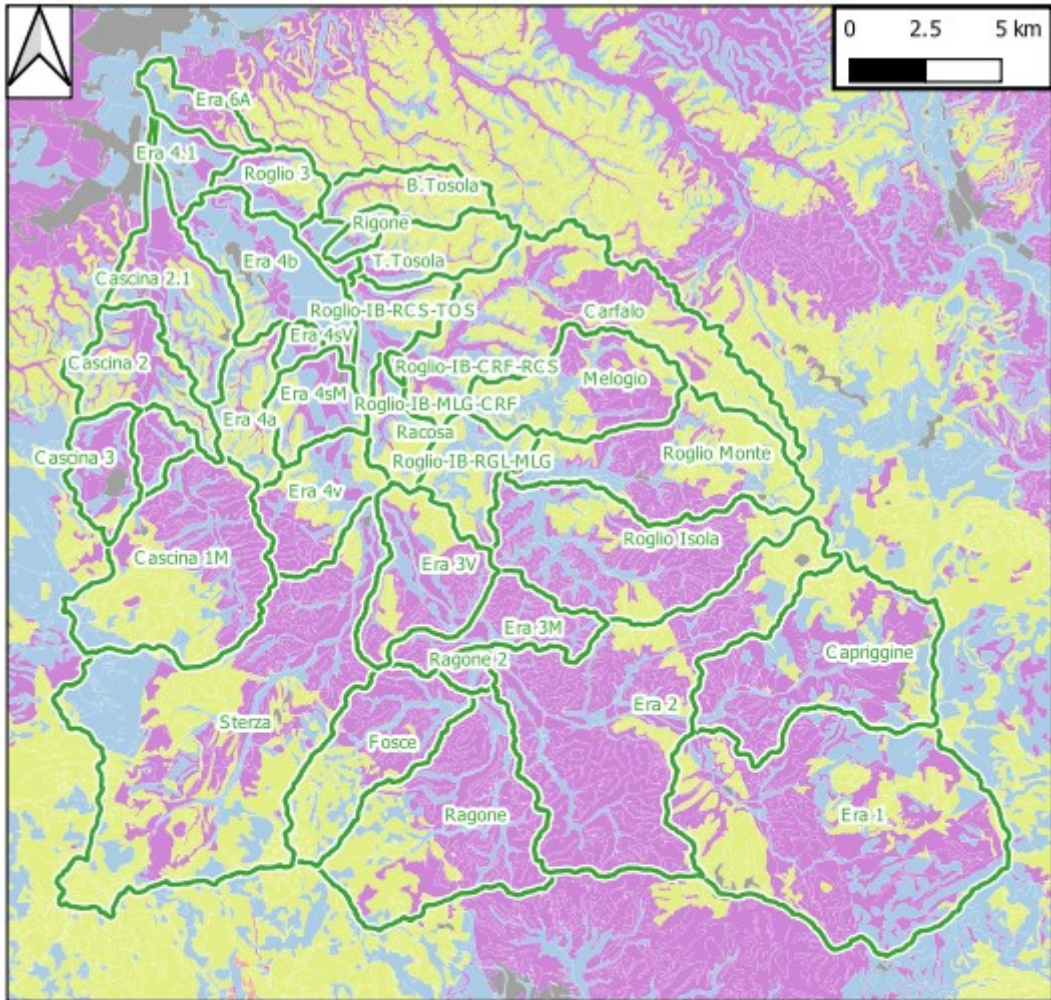 0 2.5 5 km
Era 6A
Era 4.1
Roglio 3
B.Tosola
Rigone
Era 4b
T.Tosola
Cascina 2.1
Roglio-IB-RCS-TOS
Carfalo
Era 4sV
Cascina 2
Roglio-IB-CRF-RCS
Melogio
Era 4sM
Roglio-IB-MLG-CRF
Era 4a
Racosa
Cascina 3
Roglio-IB-RGL-MLG
Roglio Monte
Era 4v
Roglio Isola
Cascina 1M
Era 3V
Era 3M
Ragone 2
Capriggine
Era 2
Sterza
Fosce
Ragone
Era 1